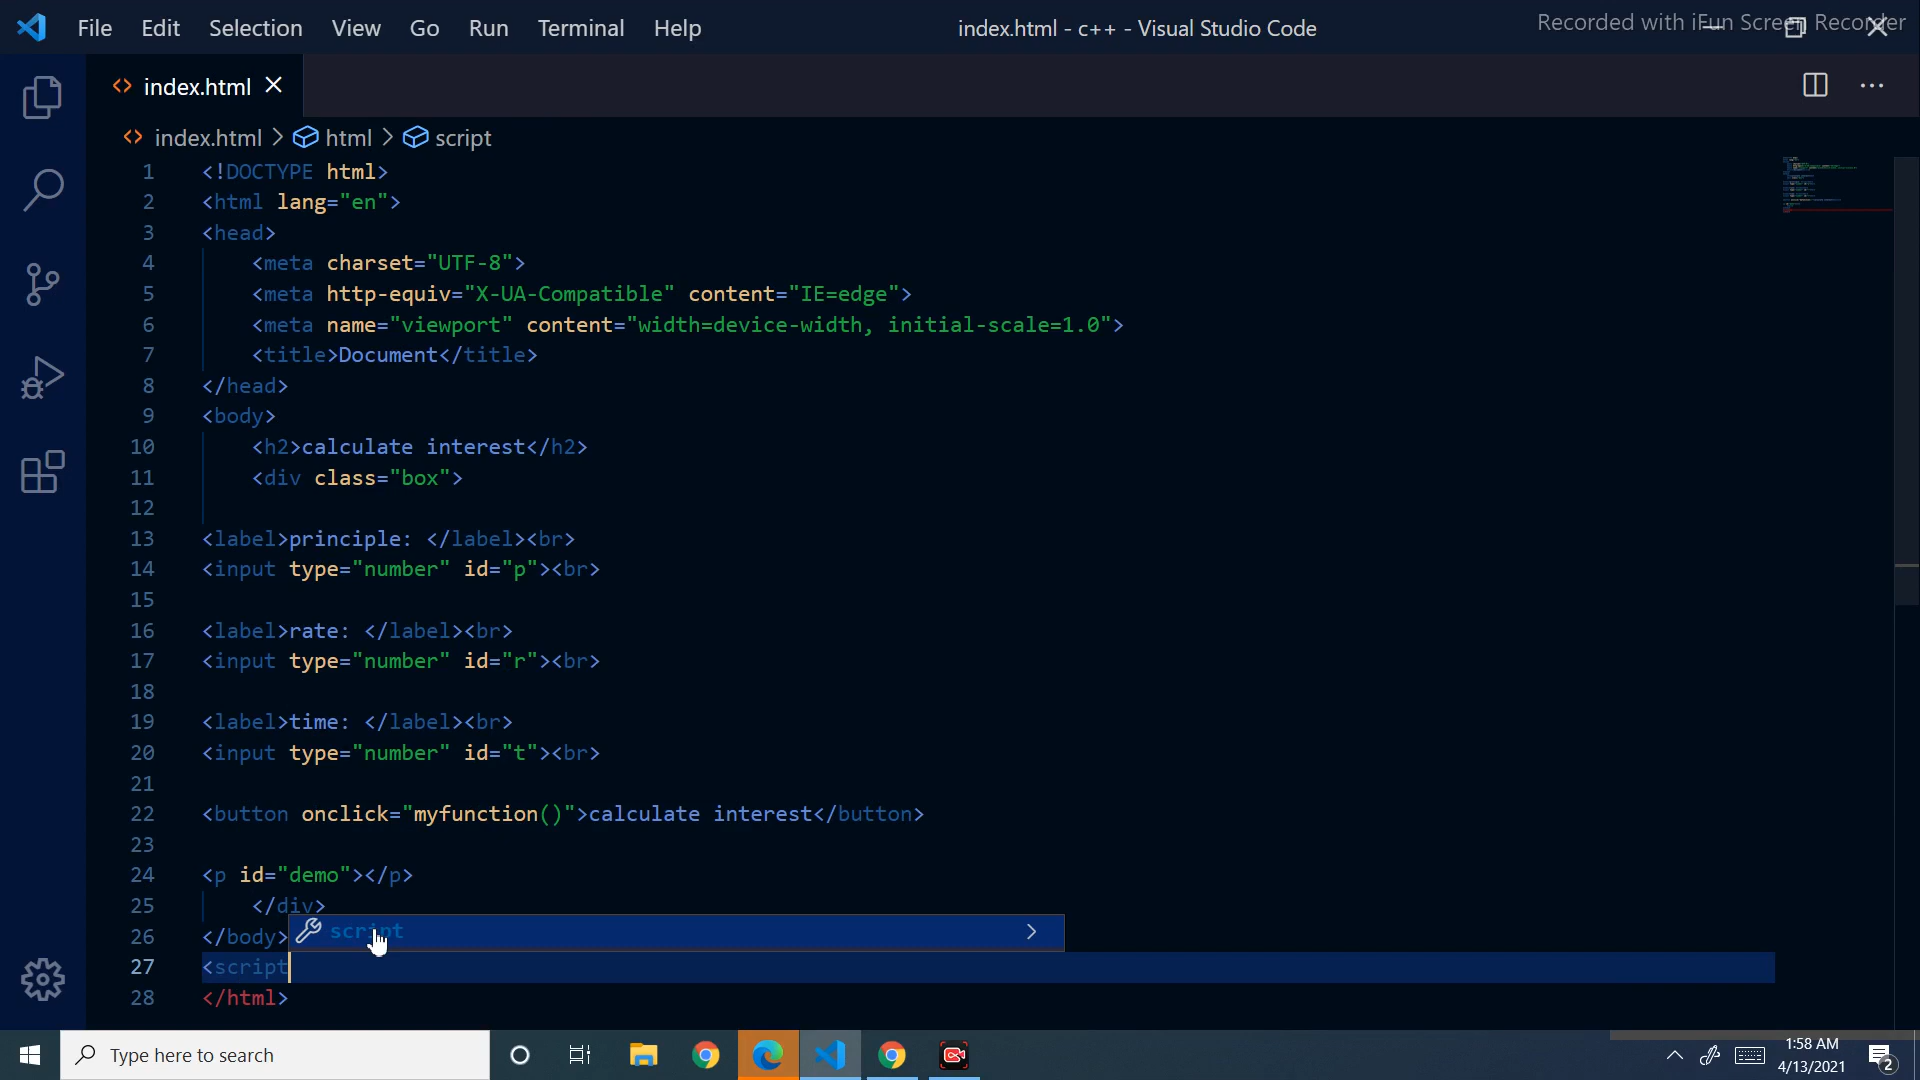 File Edit Selection View Go Run Terminal Help index.html - c++ - Visual Studio Code Recorded with iFun Screen Recorder
index.html
index.html > html > script
1 <!DOCTYPE html>
2 <html lang="en">
3 <head>
4 <meta charset="UTF-8">
5 <meta http-equiv="X-UA-Compatible" content="IE=edge">
6 <meta name="viewport" content="width=device-width, initial-scale=1.0">
7 <title>Document</title>
8 </head>
9 <body>
10 <h2>calculate interest</h2>
11 <div class="box">
12
13 <label>principle: </label><br>
14 <input type="number" id="p"><br>
15
16 <label>rate: </label><br>
17 <input type="number" id="r"><br>
18
19 <label>time: </label><br>
20 <input type="number" id="t"><br>
21
22 <button onclick="myfunction()">calculate interest</button>
23
24 <p id="demo"></p>
25 </div>
26 </body>
script
27 <script
28 </html>
Type here to search
1:58 AM
4/13/2021
2